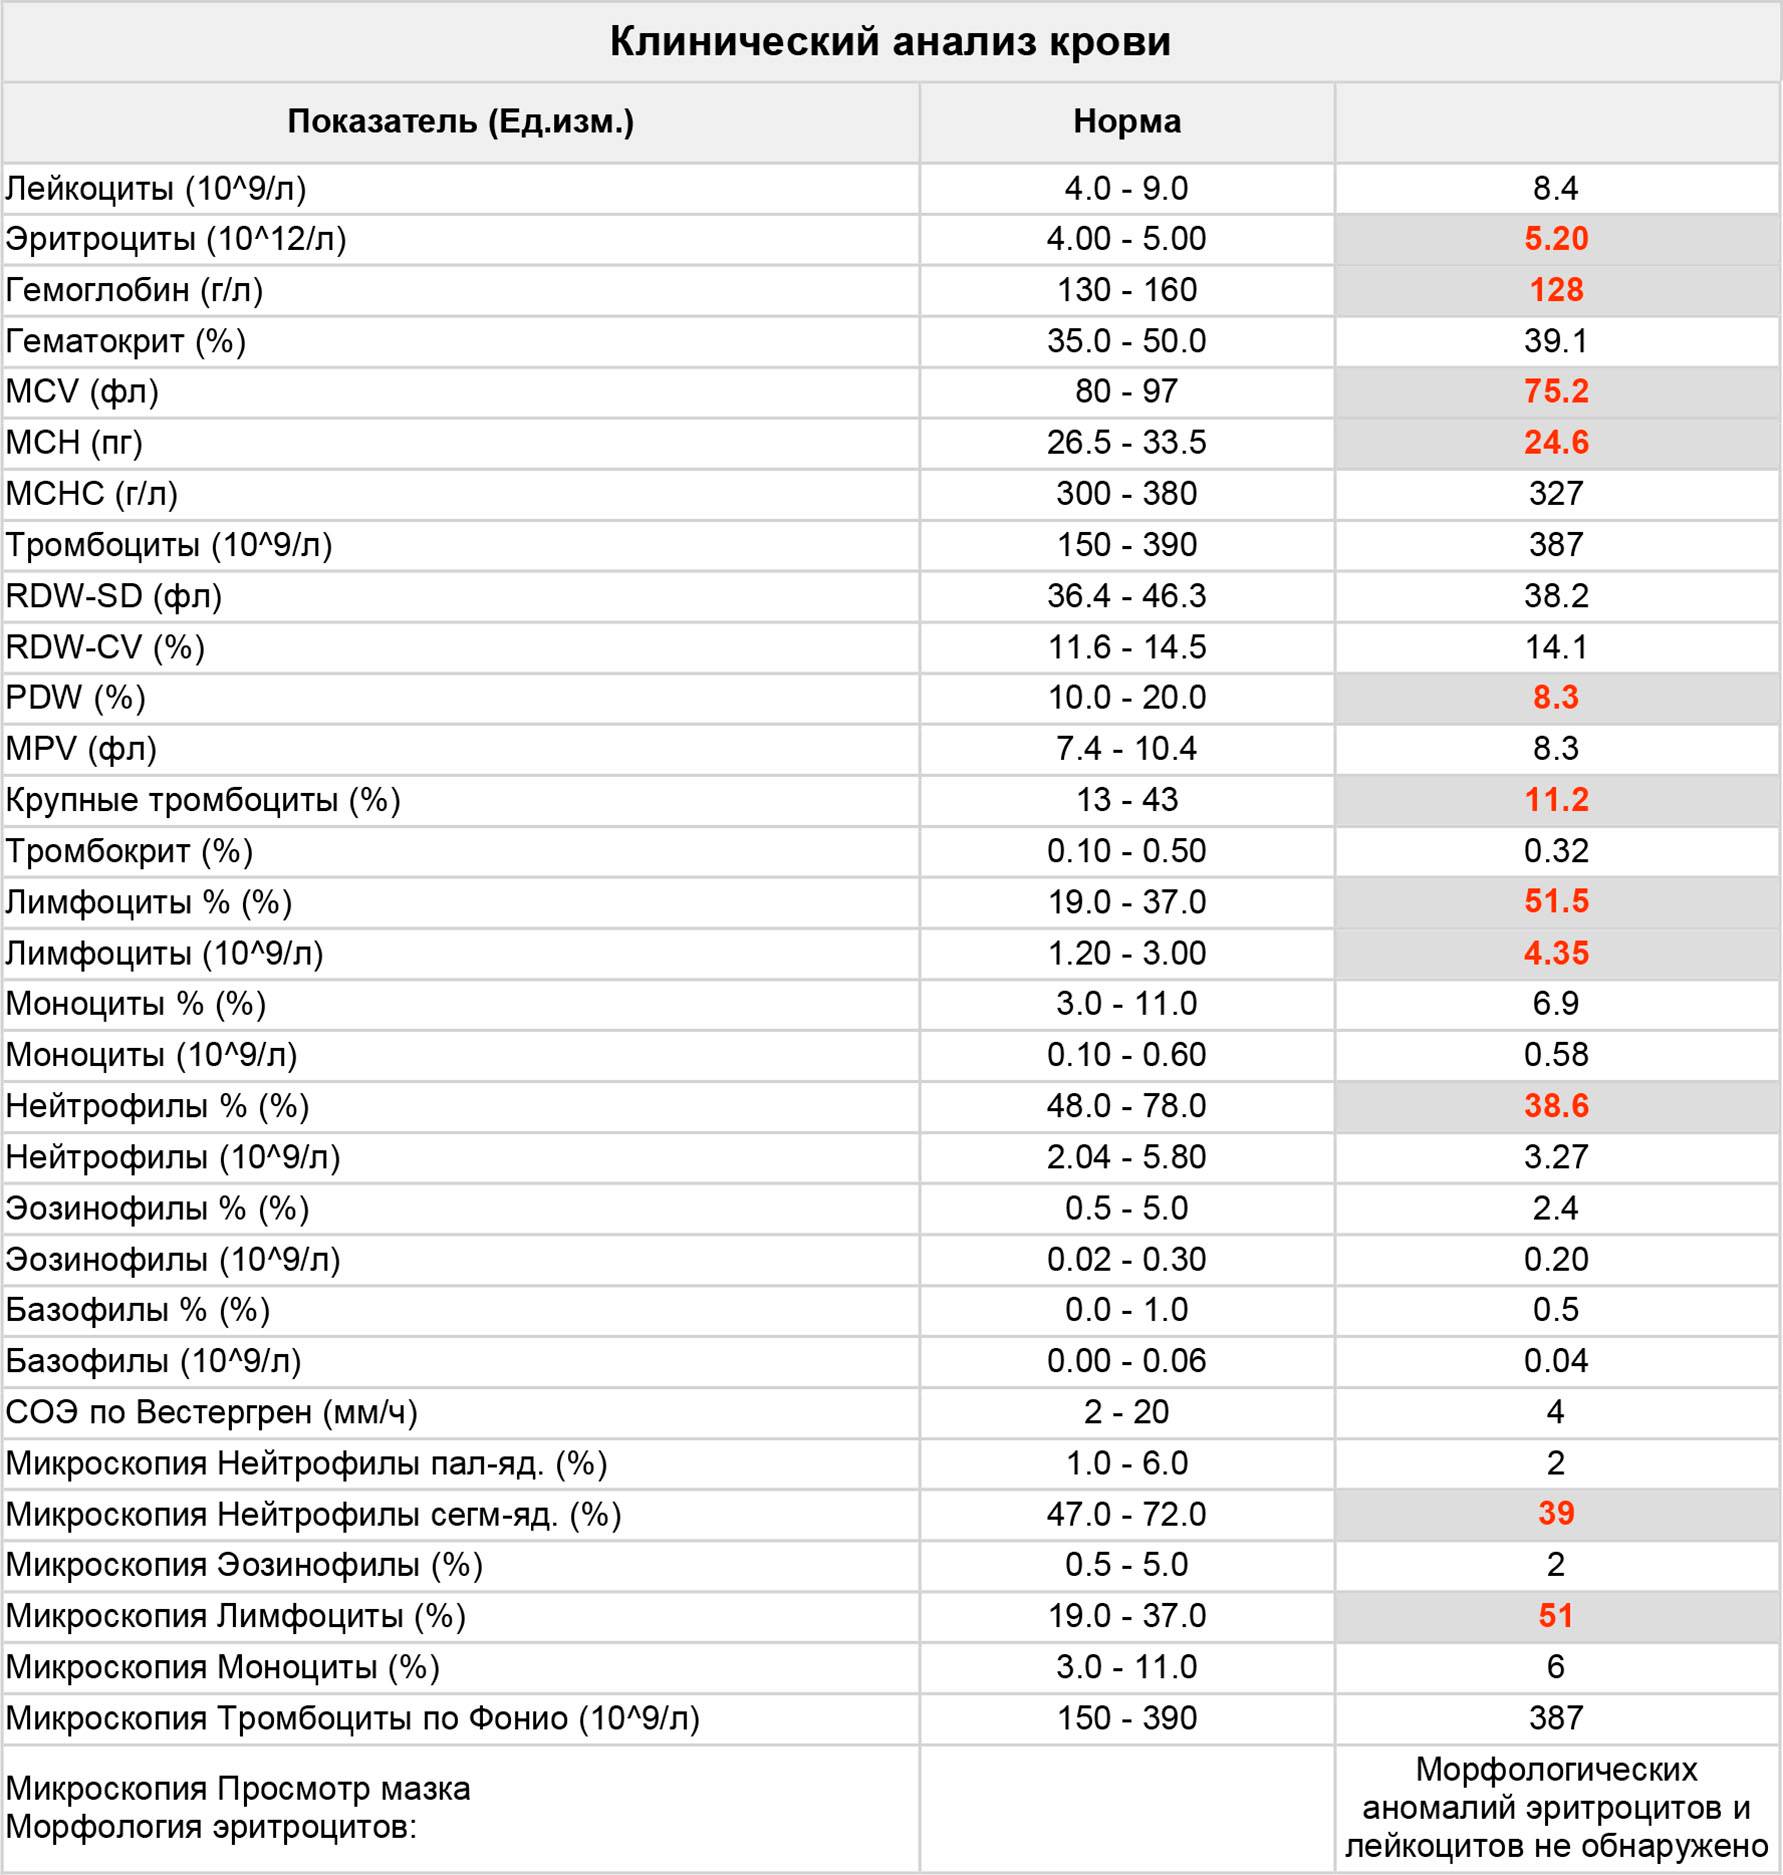 Клинический анализ крови
Показатель (Ед.изм.) Норма
Лейкоциты (10^9/л) 4.0 - 9.0 8.4
Эритроциты (10^12/л) 4.00 - 5.00 5.20
Гемоглобин (г/л) 130 - 160 128
Гематокрит (%) 35.0 - 50.0 39.1
MCV (фл) 80 - 97 75.2
MCH (пг) 26.5 - 33.5 24.6
MCHC (г/л) 300 - 380 327
Тромбоциты (10^9/л) 150 - 390 387
RDW-SD (фл) 36.4 - 46.3 38.2
RDW-CV (%) 11.6 - 14.5 14.1
PDW (%) 10.0 - 20.0 8.3
MPV (фл) 7.4 - 10.4 8.3
Крупные тромбоциты (%) 13 - 43 11.2
Тромбокрит (%) 0.10 - 0.50 0.32
Лимфоциты % (%) 19.0 - 37.0 51.5
Лимфоциты (10^9/л) 1.20 - 3.00 4.35
Моноциты % (%) 3.0 - 11.0 6.9
Моноциты (10^9/л) 0.10 - 0.60 0.58
Нейтрофилы % (%) 48.0 - 78.0 38.6
Нейтрофилы (10^9/л) 2.04 - 5.80 3.27
Эозинофилы % (%) 0.5 - 5.0 2.4
Эозинофилы (10^9/л) 0.02 - 0.30 0.20
Базофилы % (%) 0.0 - 1.0 0.5
Базофилы (10^9/л) 0.00 - 0.06 0.04
СОЭ по Вестергрен (мм/ч) 2 - 20 4
Микроскопия Нейтрофилы пал-яд. (%) 1.0 - 6.0 2
Микроскопия Нейтрофилы сегм-яд. (%) 47.0 - 72.0 39
Микроскопия Эозинофилы (%) 0.5 - 5.0 2
Микроскопия Лимфоциты (%) 19.0 - 37.0 51
Микроскопия Моноциты (%) 3.0 - 11.0 6
Микроскопия Тромбоциты по Фонио (10^9/л) 150 - 390 387
Микроскопия Просмотр мазка
Морфология эритроцитов:
Морфологических
аномалий эритроцитов и
лейкоцитов не обнаружено